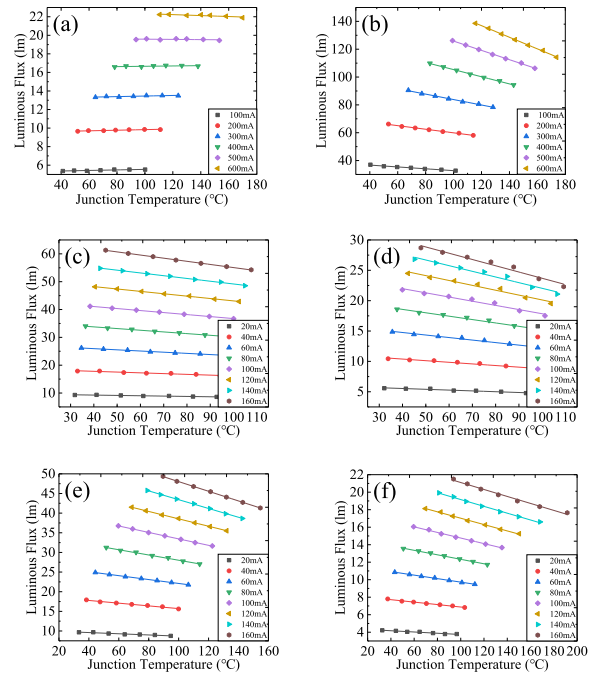 (a)
Luminous Flux (lm)
24
22
20
18
16
14
12
10
8
6
40 60 80 100 120 140 160 180
Junction Temperature (℃)
100mA
200mA
300mA
400mA
500mA
600mA
(b)
Luminous Flux (lm)
140
120
100
80
60
40
40 60 80 100 120 140 160 180
Junction Temperature (℃)
100mA
200mA
300mA
400mA
500mA
600mA
(c)
Luminous Flux (lm)
60
50
40
30
20
10
30 40 50 60 70 80 90 100 110
Junction Temperature (℃)
20mA
40mA
60mA
80mA
100mA
120mA
140mA
160mA
(d)
Luminous Flux (lm)
30
25
20
15
10
5
30 40 50 60 70 80 90 100 110
Junction Temperature (℃)
20mA
40mA
60mA
80mA
100mA
120mA
140mA
160mA
(e)
Luminous Flux (lm)
50
45
40
35
30
25
20
15
10
20 40 60 80 100 120 140 160
Junction Temperature (℃)
20mA
40mA
60mA
80mA
100mA
120mA
140mA
160mA
(f)
Luminous Flux (lm)
22
20
18
16
14
12
10
8
6
4
20 40 60 80 100 120 140 160 180 200
Junction Temperature (℃)
20mA
40mA
60mA
80mA
100mA
120mA
140mA
160mA